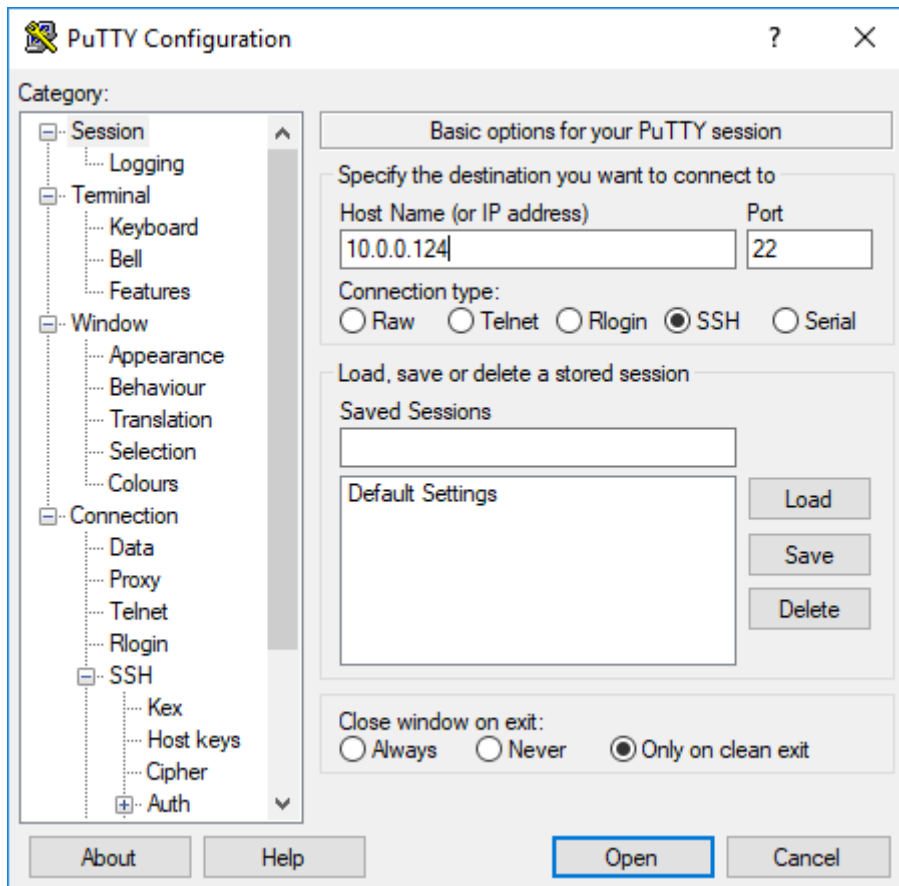 PuTTY Configuration
?
Category:
Session
Logging
Terminal
Keyboard
Bell
Features
Window
Appearance
Behaviour
Translation
Selection
Colours
Connection
Data
Proxy
Telnet
Rlogin
SSH
Kex
Host keys
Cipher
Auth
Basic options for your PuTTY session
Specify the destination you want to connect to
Host Name (or IP address) Port
10.0.0.124 22
Connection type:
Raw Telnet Rlogin SSH Serial
Load, save or delete a stored session
Saved Sessions
Default Settings
Load
Save
Delete
Close window on exit:
Always Never Only on clean exit
About Help Open Cancel